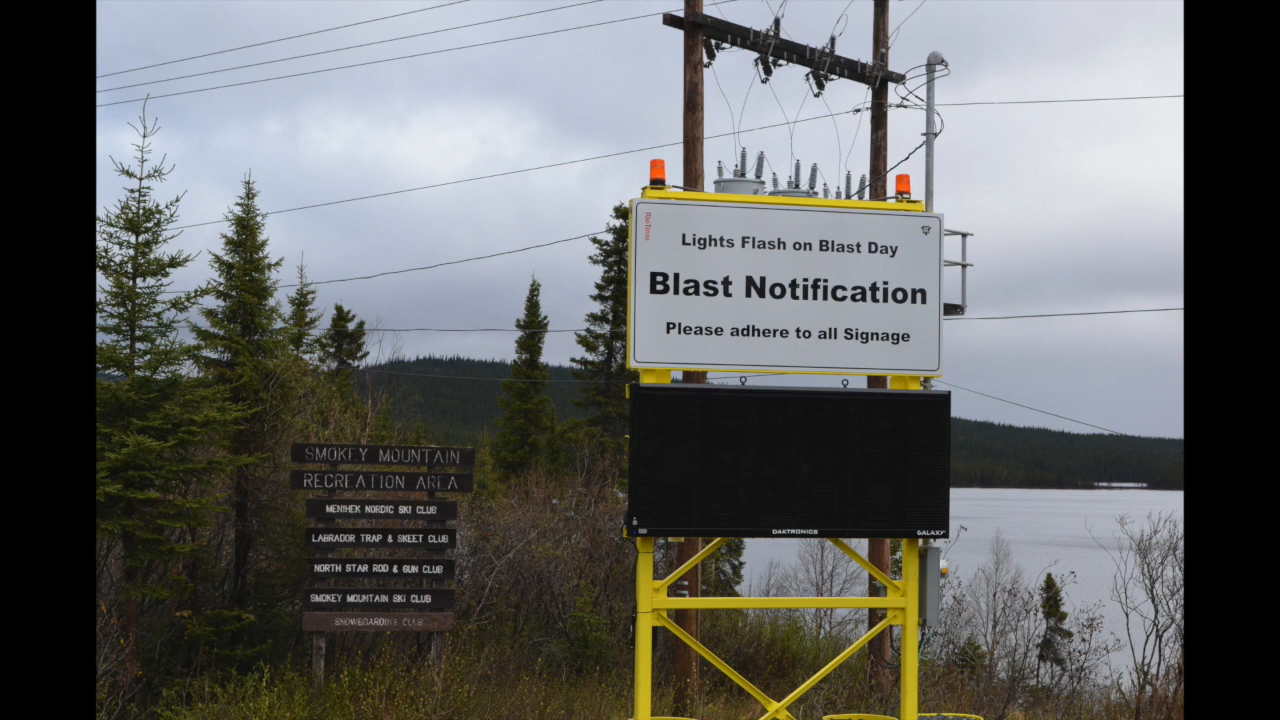 SMOKEY MOUNTAIN
RECREATION AREA
MENIHEK NORDIC SKI CLUB
LABRADOR TRAP & SKEET CLUB
NORTH STAR ROD & GUN CLUB
SMOKEY MOUNTAIN SKI CLUB
SNOWBOARDING CLUB
RioTinto
Lights Flash on Blast Day
Blast Notification
Please adhere to all Signage
DAKTRONICS
GALAXY